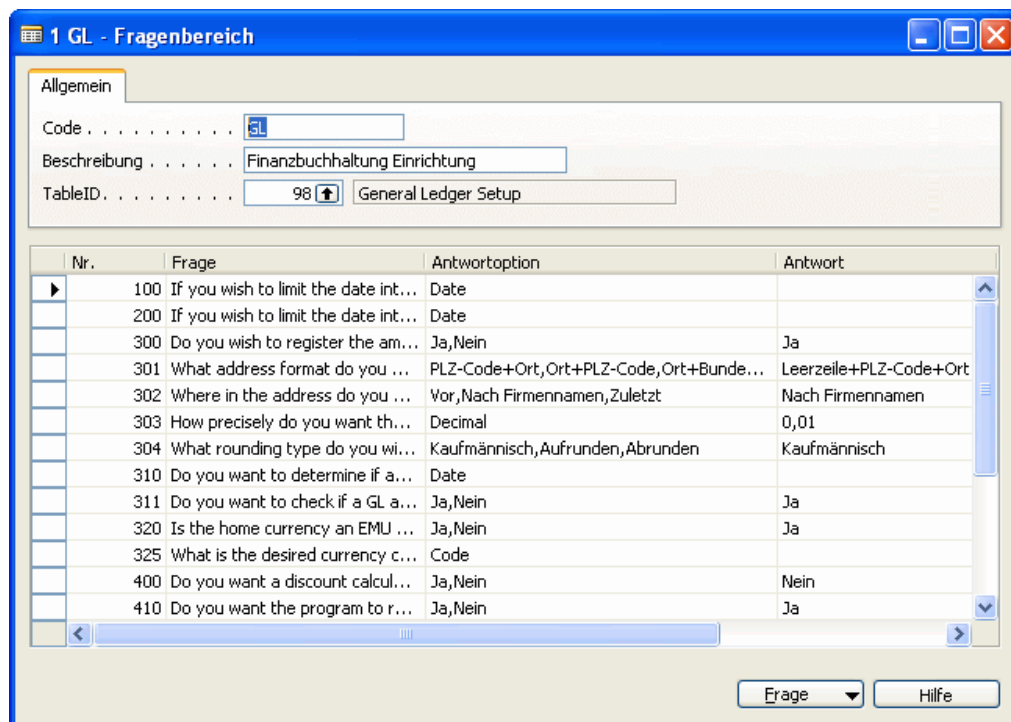 1 GL - Fragenbereich
Allgemein
Code . . . . . . . . . . GL
Beschreibung . . . . . . Finanzbuchhaltung Einrichtung
TableID. . . . . . . . . 98 General Ledger Setup
Nr. Frage Antwortoption Antwort
100 If you wish to limit the date int... Date
200 If you wish to limit the date int... Date
300 Do you wish to register the am... Ja,Nein Ja
301 What address format do you ... PLZ-Code+Ort,Ort+PLZ-Code,Ort+Bunde... Leerzeile+PLZ-Code+Ort
302 Where in the address do you ... Vor,Nach Firmennamen,Zuletzt Nach Firmennamen
303 How precisely do you want th... Decimal 0,01
304 What rounding type do you wi... Kaufmännisch,Aufrunden,Abrunden Kaufmännisch
310 Do you want to determine if a... Date
311 Do you want to check if a GL a... Ja,Nein Ja
320 Is the home currency an EMU ... Ja,Nein Ja
325 What is the desired currency c... Code
400 Do you want a discount calcul... Ja,Nein Nein
410 Do you want the program to r... Ja,Nein Ja
Frage Hilfe